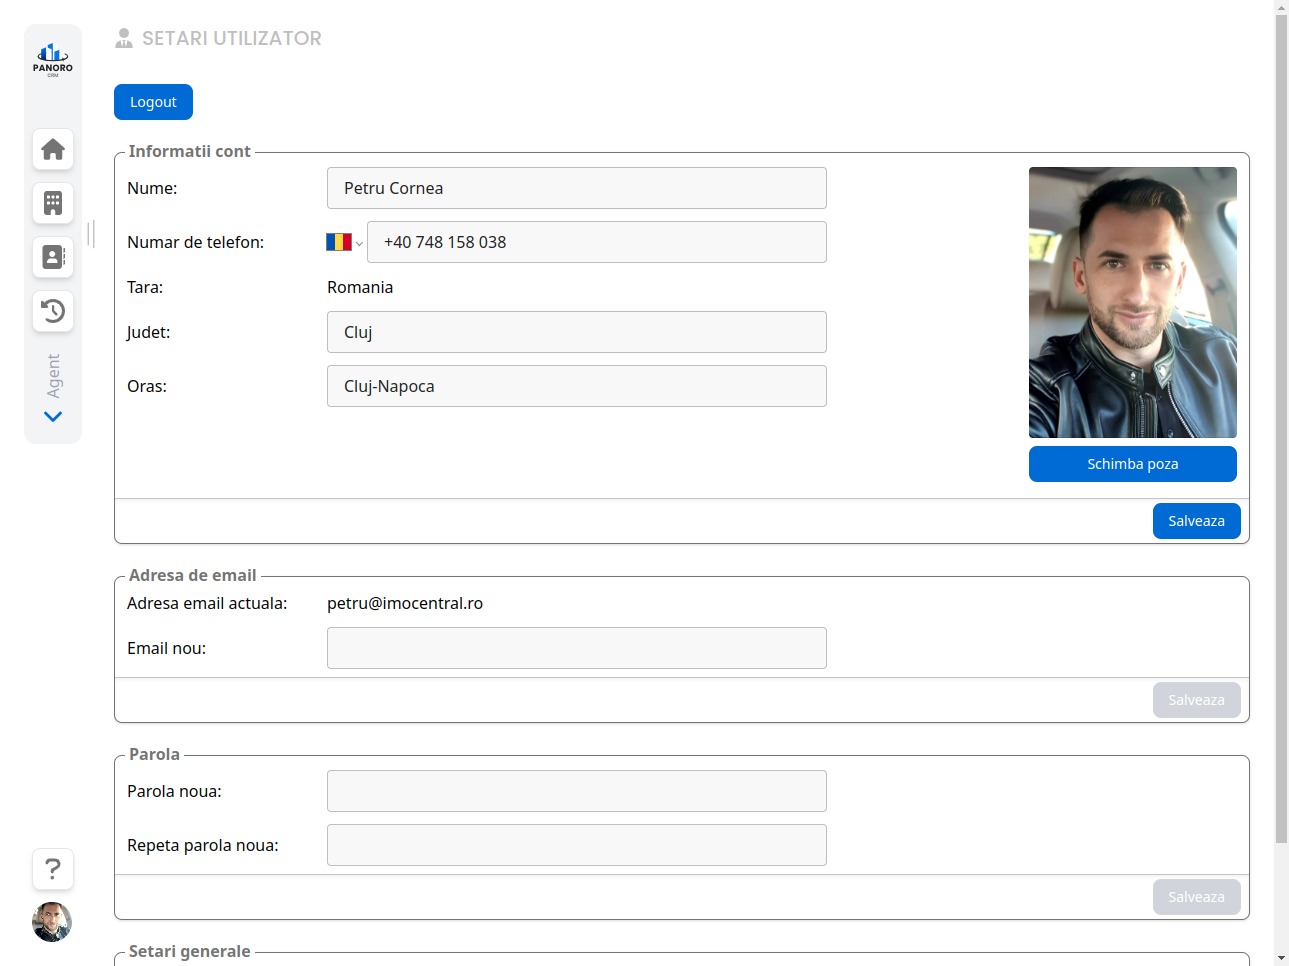 SETARI UTILIZATOR
PANORO
CRM
Logout
Informatii cont
Nume:
Petru Cornea
Numar de telefon:
+40 748 158 038
Tara:
Romania
Judet:
Cluj
Oras:
Cluj-Napoca
Agent
Schimba poza
Salveaza
Adresa de email
Adresa email actuala:
petru@imocentral.ro
Email nou:
Salveaza
Parola
Parola noua:
Repeta parola noua:
Salveaza
?
Setari generale